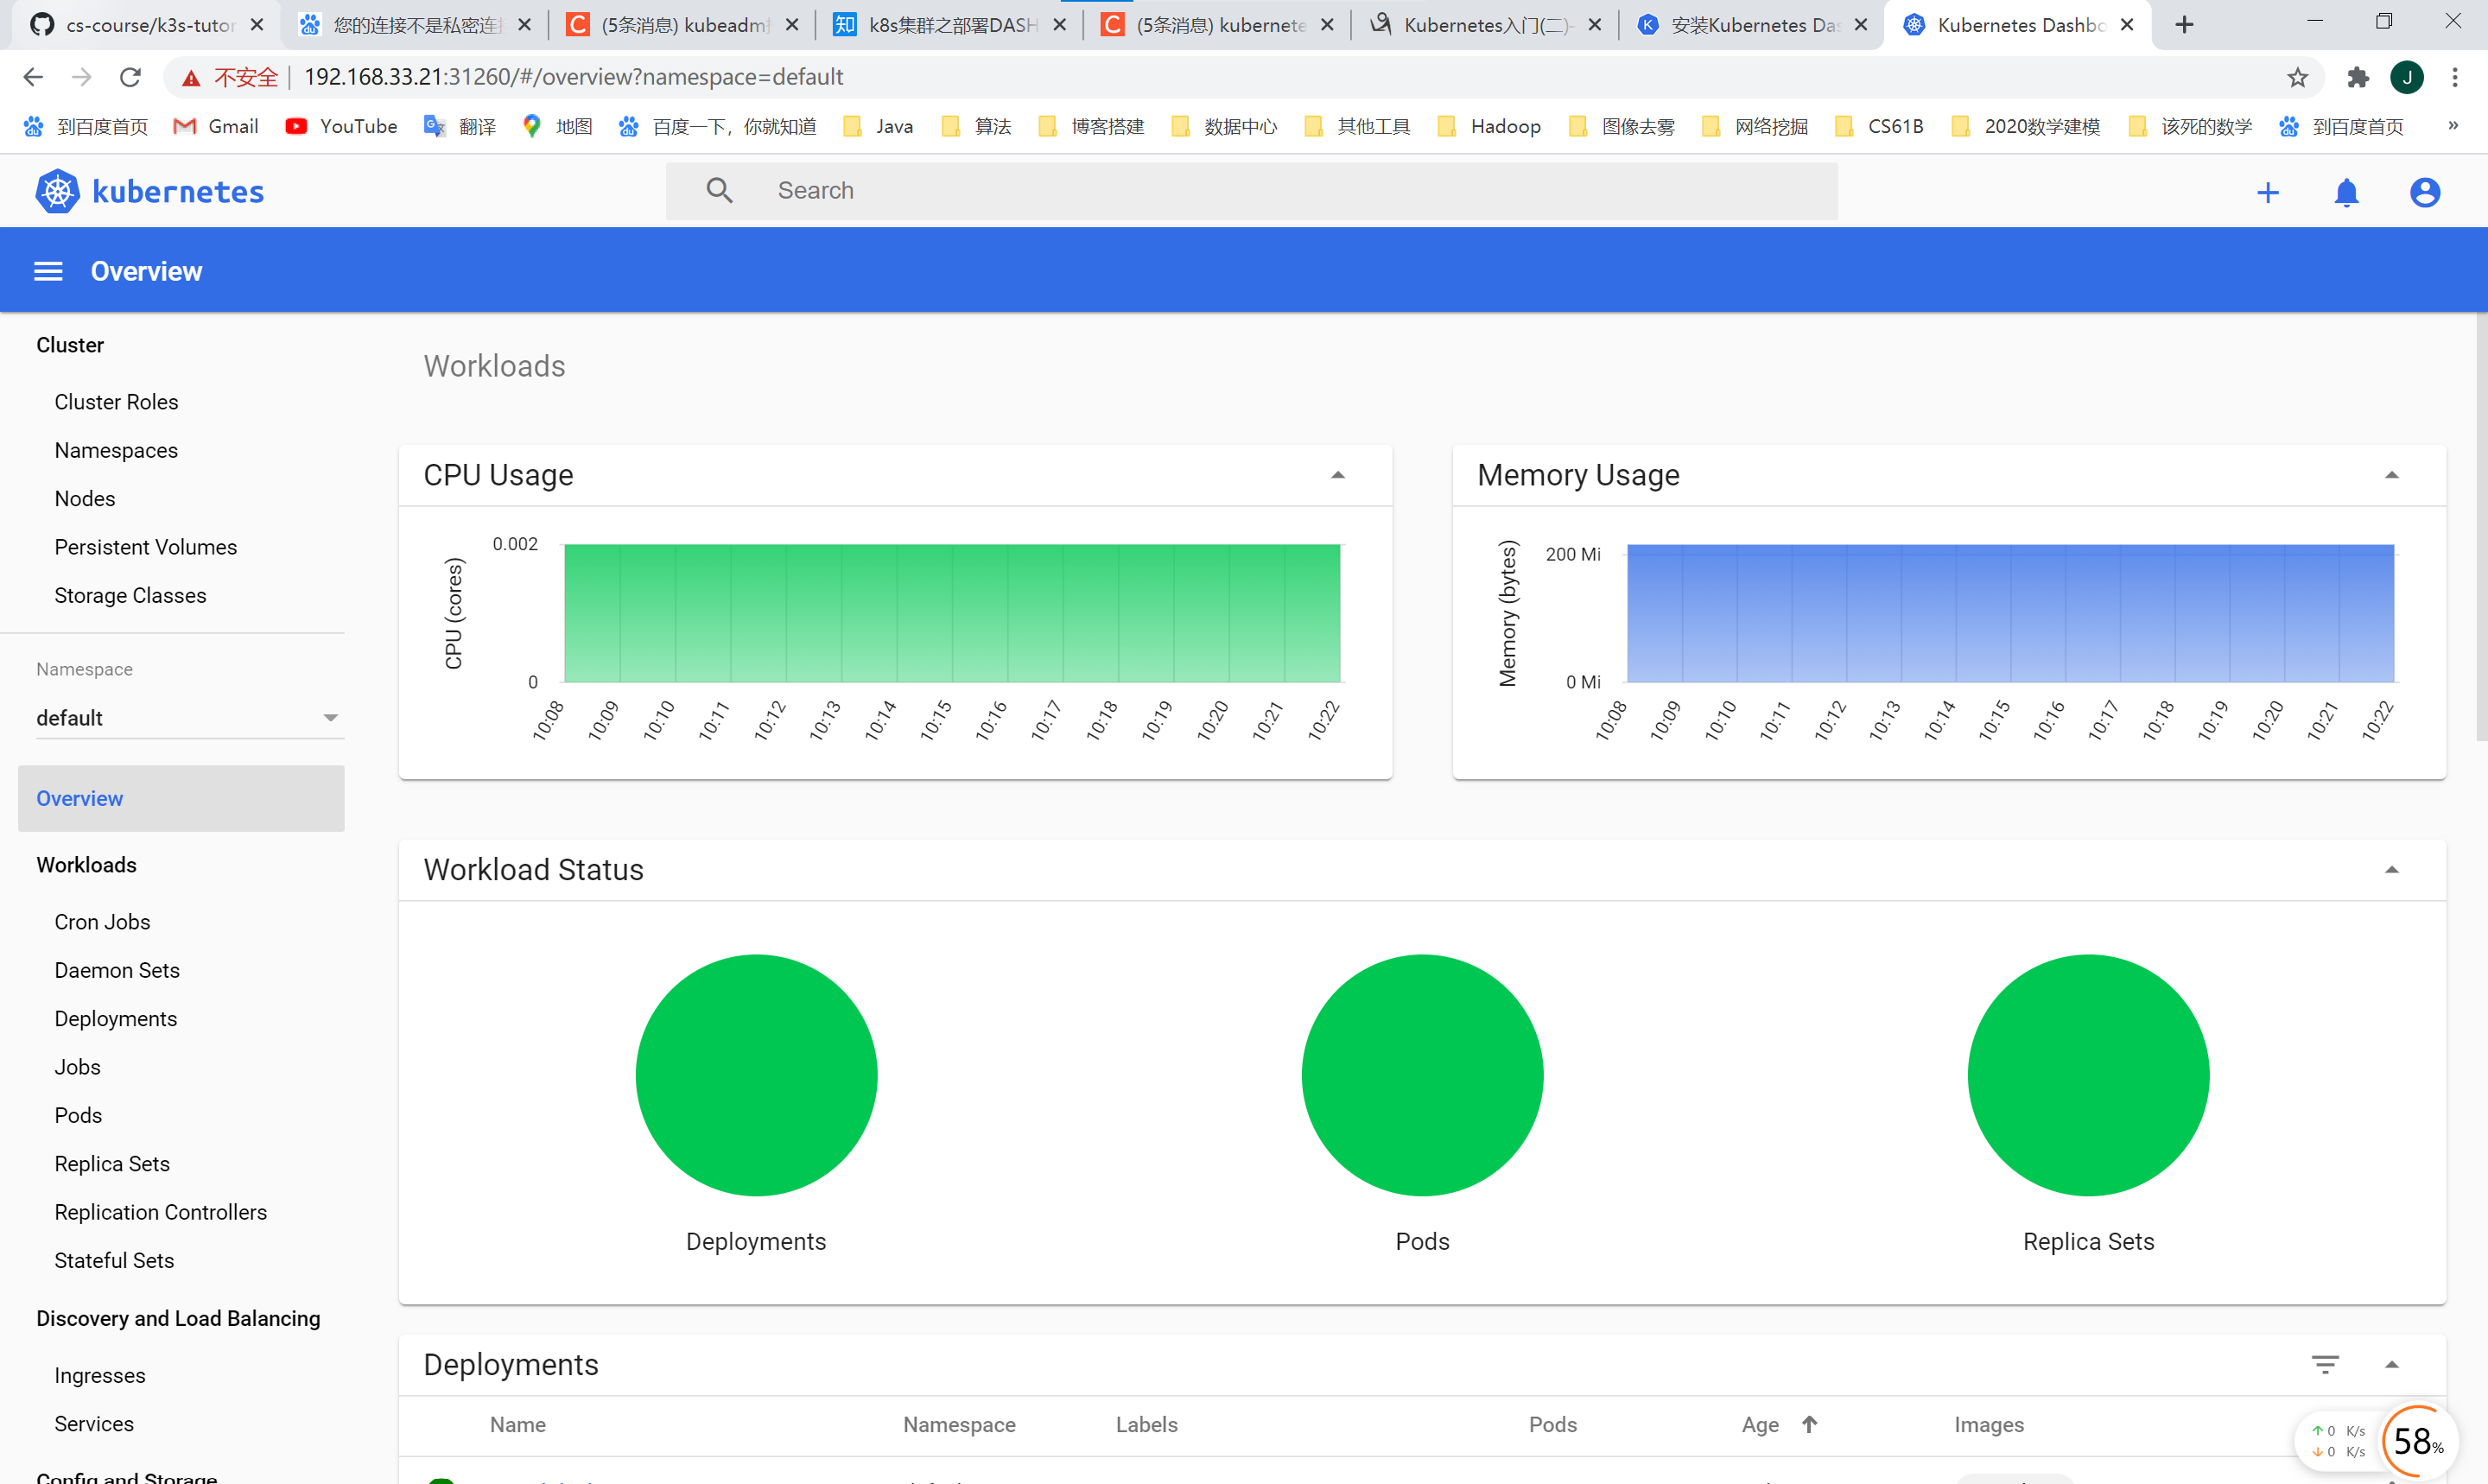 cs-course/k3s-tutor
您的连接不是私密连
(5条消息) kubeadm
k8s集群之部署DASH
(5条消息) kubernete
Kubernetes入门(二)-
安装Kubernetes Das
Kubernetes Dashbo
不安全 192.168.33.21:31260/#/overview?namespace=default
J
到百度首页 Gmail YouTube 翻译 地图 百度一下，你就知道 Java 算法 博客搭建 数据中心 其他工具 Hadoop 图像去雾 网络挖掘 CS61B 2020数学建模 该死的数学 到百度首页 »
kubernetes
Search
Overview
Cluster
Cluster Roles
Namespaces
Nodes
Persistent Volumes
Storage Classes
Namespace
default
Overview
Workloads
Cron Jobs
Daemon Sets
Deployments
Jobs
Pods
Replica Sets
Replication Controllers
Stateful Sets
Discovery and Load Balancing
Ingresses
Services
Config and Storage
Workloads
CPU Usage
CPU (cores)
0.002
0
10:08 10:09 10:10 10:11 10:12 10:13 10:14 10:15 10:16 10:17 10:18 10:19 10:20 10:21 10:22
Memory Usage
Memory (bytes)
200 Mi
0 Mi
10:08 10:09 10:10 10:11 10:12 10:13 10:14 10:15 10:16 10:17 10:18 10:19 10:20 10:21 10:22
Workload Status
Deployments
Pods
Replica Sets
Deployments
Name Namespace Labels Pods Age Images
0 K/s
0 K/s
58%